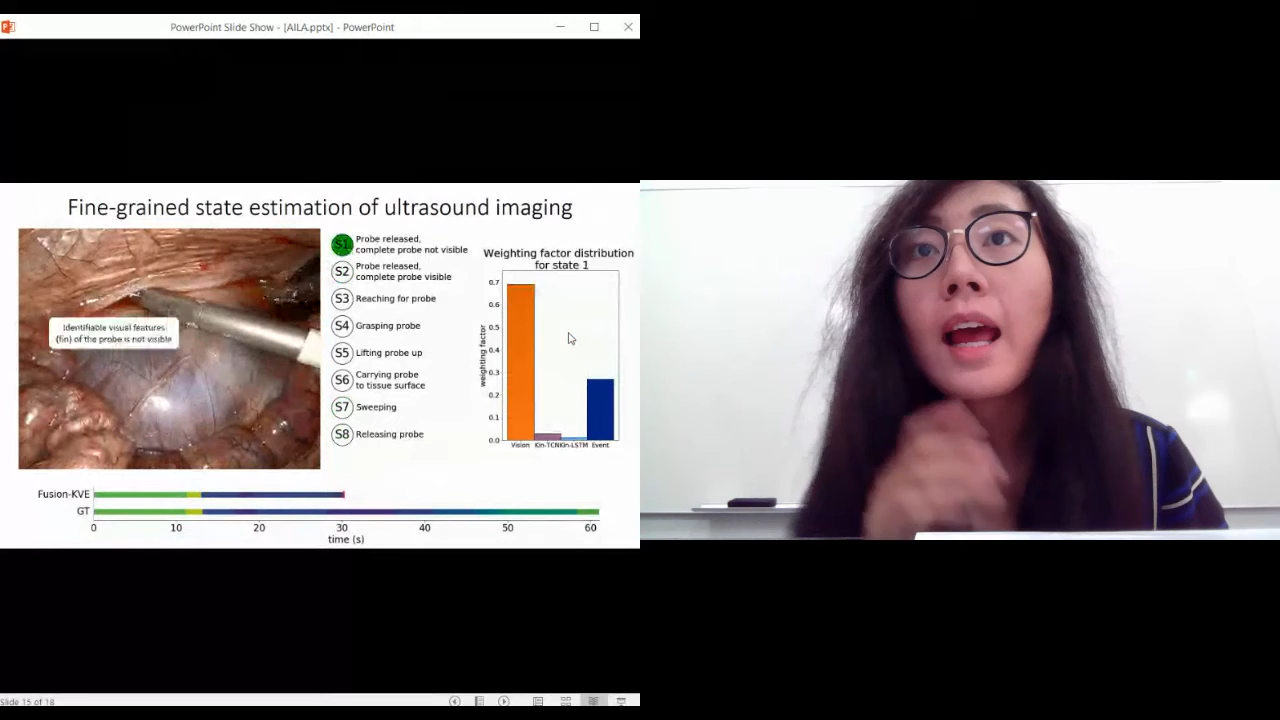 PowerPoint Slide Show - [AILA.pptx] - PowerPoint
Fine-grained state estimation of ultrasound imaging
Identifiable visual features
(fin) of the probe is not visible
S1 Probe released,
complete probe not visible
S2 Probe released,
complete probe visible
S3 Reaching for probe
S4 Grasping probe
S5 Lifting probe up
S6 Carrying probe
to tissue surface
S7 Sweeping
S8 Releasing probe
Weighting factor distribution
for state 1
weighting factor
0.7
0.6
0.5
0.4
0.3
0.2
0.1
0.0
Vision Kin-TCN Kin-LSTM Event
Fusion-KVE
GT
0 10 20 30 40 50 60
time (s)
Slide 15 of 18